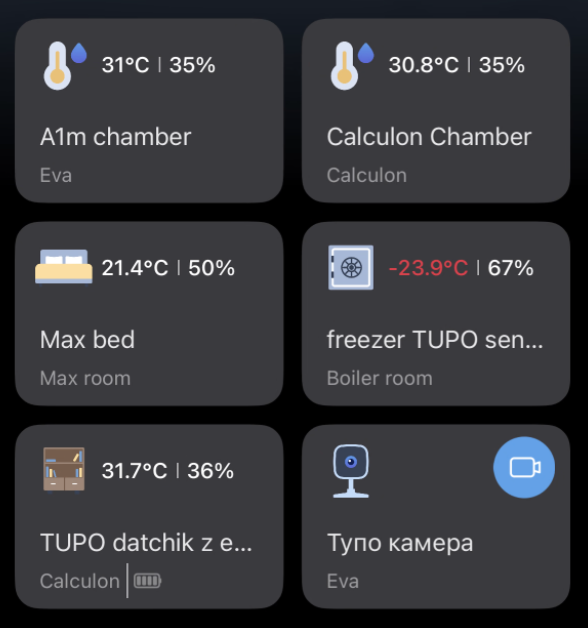 31°C | 35%
A1m chamber
Eva
30.8°C | 35%
Calculon Chamber
Calculon
21.4°C | 50%
Max bed
Max room
-23.9°C | 67%
freezer TUPO sen...
Boiler room
31.7°C | 36%
TUPO datchik z e...
Calculon |
Тупо камера
Eva